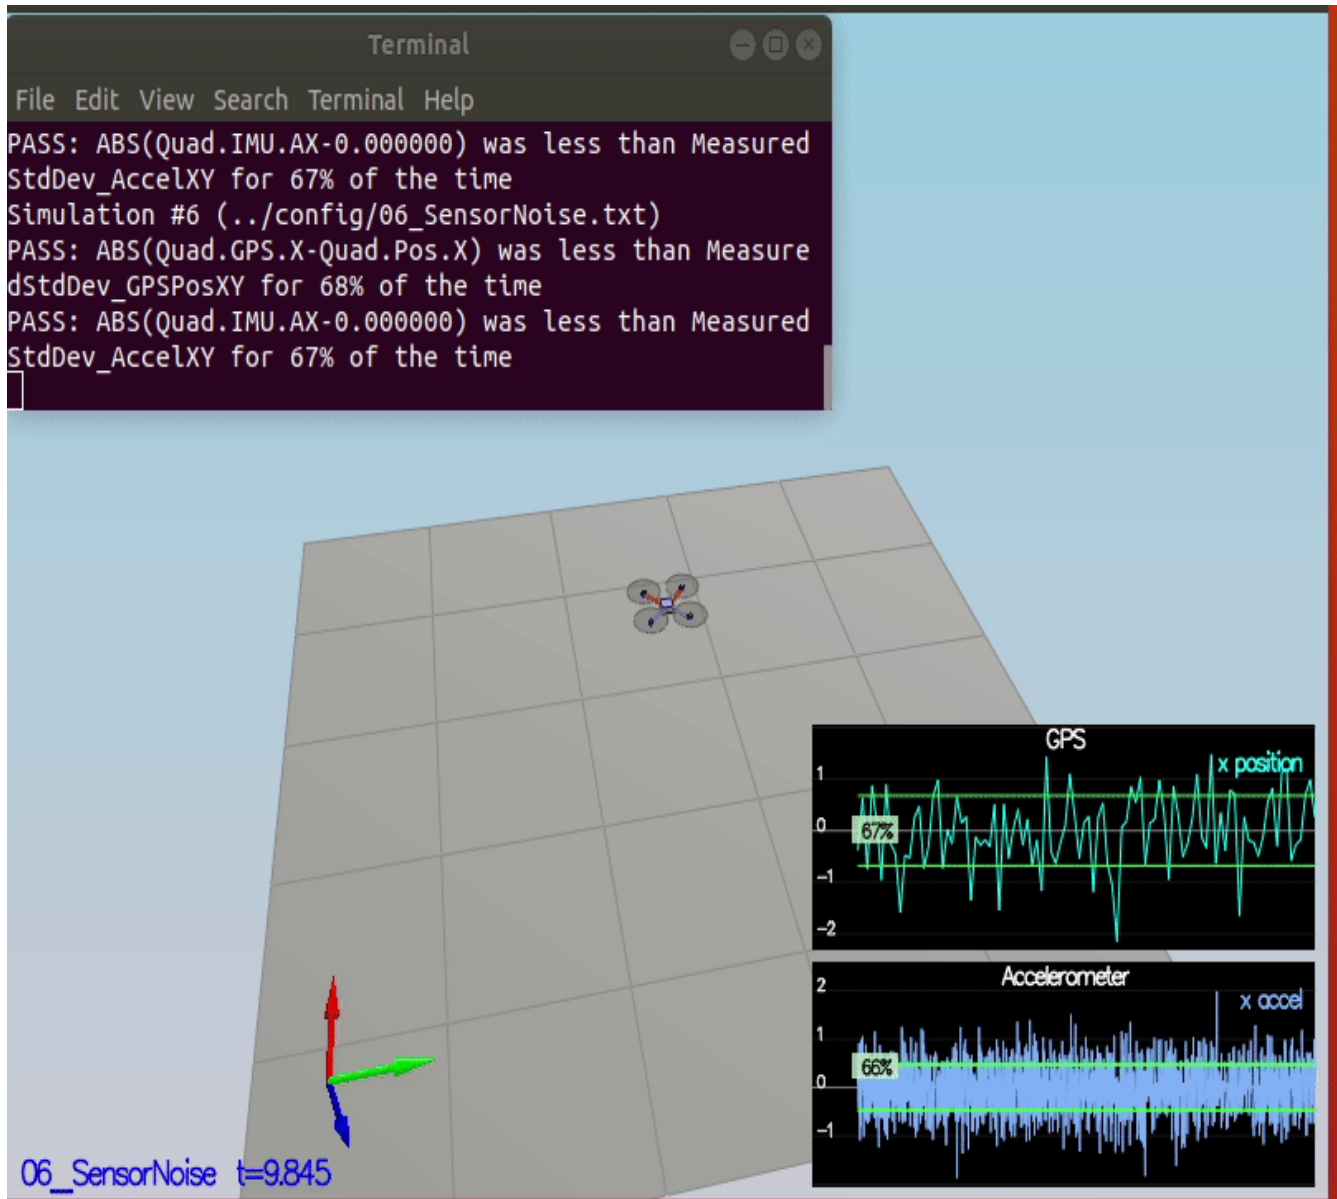 Terminal
File Edit View Search Terminal Help
PASS: ABS(Quad.IMU.AX-0.000000) was less than Measured
StdDev_AccelXY for 67% of the time
Simulation #6 (../config/06_SensorNoise.txt)
PASS: ABS(Quad.GPS.X-Quad.Pos.X) was less than Measure
dStdDev_GPSPosXY for 68% of the time
PASS: ABS(Quad.IMU.AX-0.000000) was less than Measured
StdDev_AccelXY for 67% of the time
GPS
x position
1
0
67%
-1
-2
Accelerometer
2
x accel
1
66%
0
-1
06_SensorNoise t=9.845